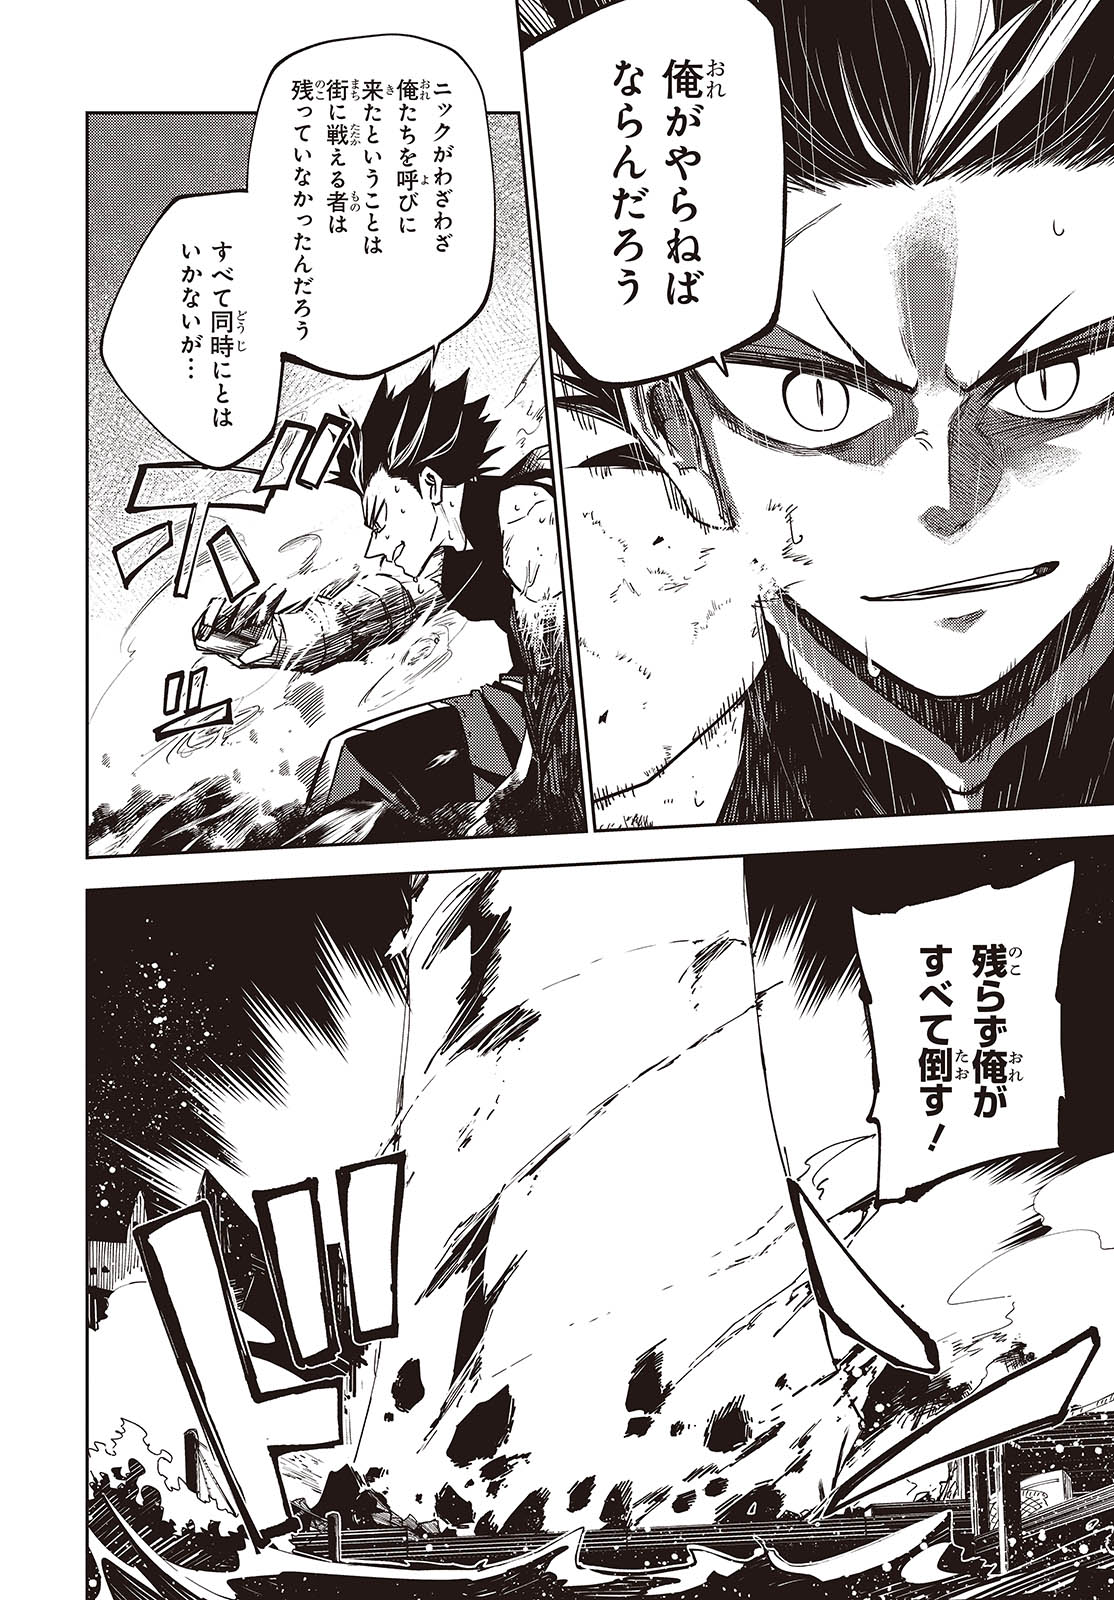 俺がやらねば
ならんだろう
ニックがわざわざ
俺たちを呼びに
来たということは
街に戦える者は
残っていなかったんだろう
すべて同時にとは
いかないが…
ボッ
残らず俺が
すべて倒す！
ドン